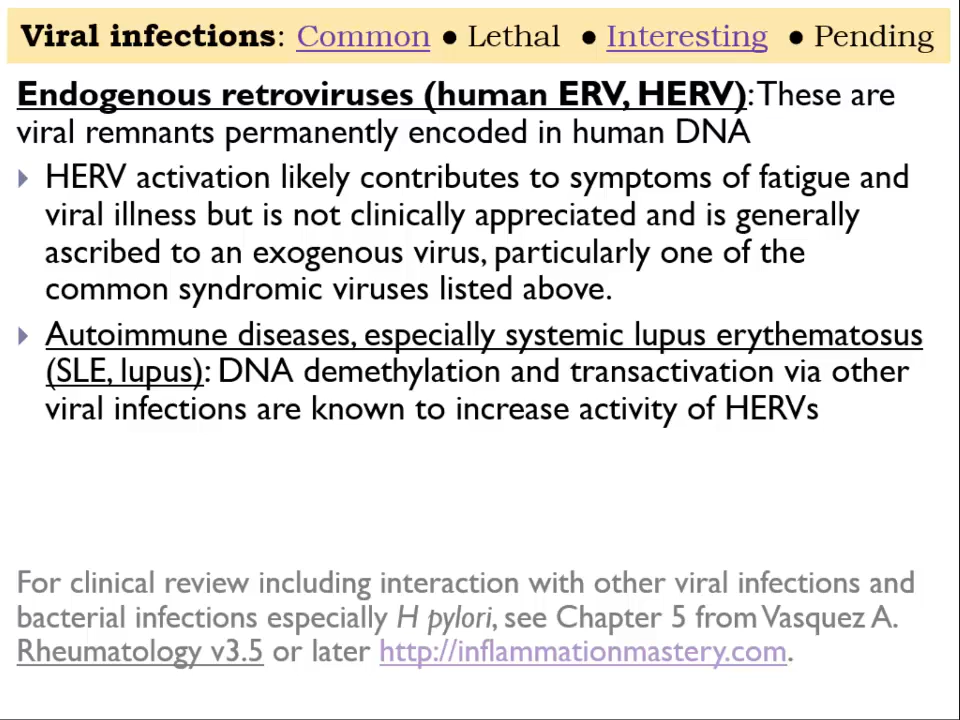 Viral infections: Common ● Lethal ● Interesting ● Pending
Endogenous retroviruses (human ERV, HERV): These are
viral remnants permanently encoded in human DNA
HERV activation likely contributes to symptoms of fatigue and
viral illness but is not clinically appreciated and is generally
ascribed to an exogenous virus, particularly one of the
common syndromic viruses listed above.
Autoimmune diseases, especially systemic lupus erythematosus
(SLE, lupus): DNA demethylation and transactivation via other
viral infections are known to increase activity of HERVs
For clinical review including interaction with other viral infections and
bacterial infections especially H pylori, see Chapter 5 from Vasquez A.
Rheumatology v3.5 or later http://inflammationmastery.com.